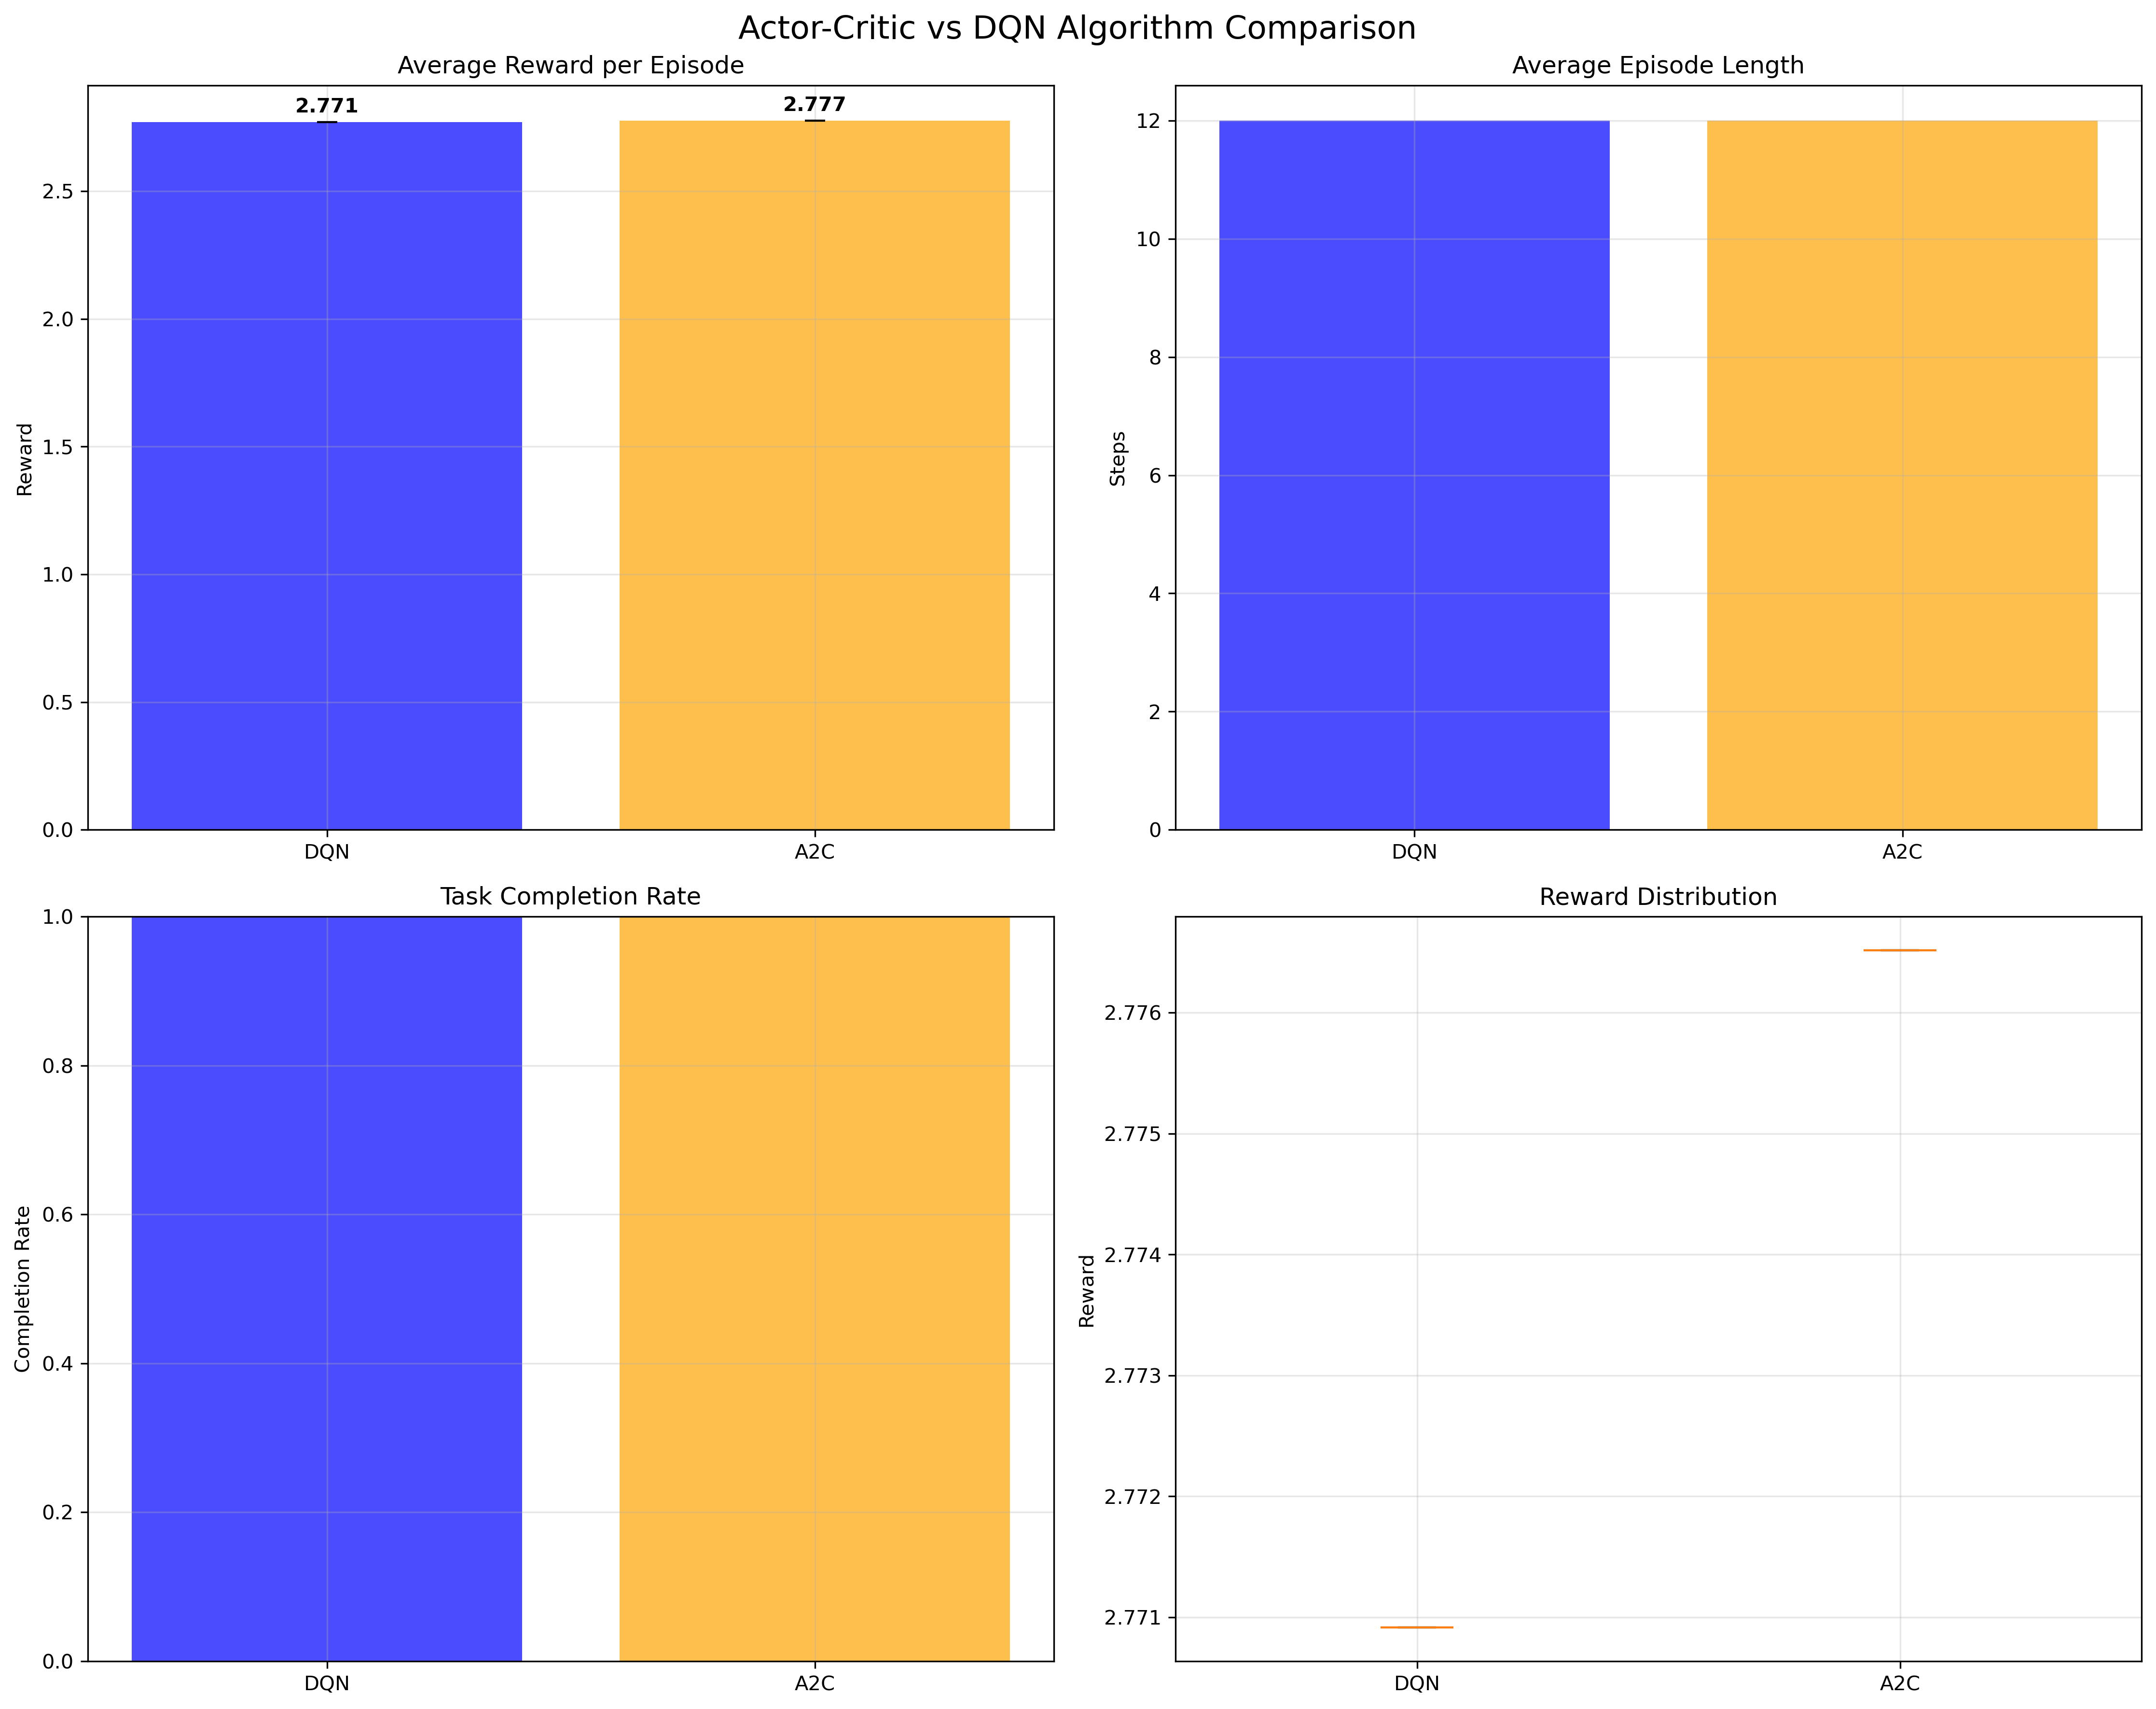 Actor-Critic vs DQN Algorithm Comparison
Average Reward per Episode
2.771
2.777
2.5
2.0
1.5
1.0
0.5
0.0
Reward
DQN
A2C
Average Episode Length
12
10
8
6
4
2
0
Steps
DQN
A2C
Task Completion Rate
1.0
0.8
0.6
0.4
0.2
0.0
Completion Rate
DQN
A2C
Reward Distribution
2.776
2.775
2.774
2.773
2.772
2.771
Reward
DQN
A2C